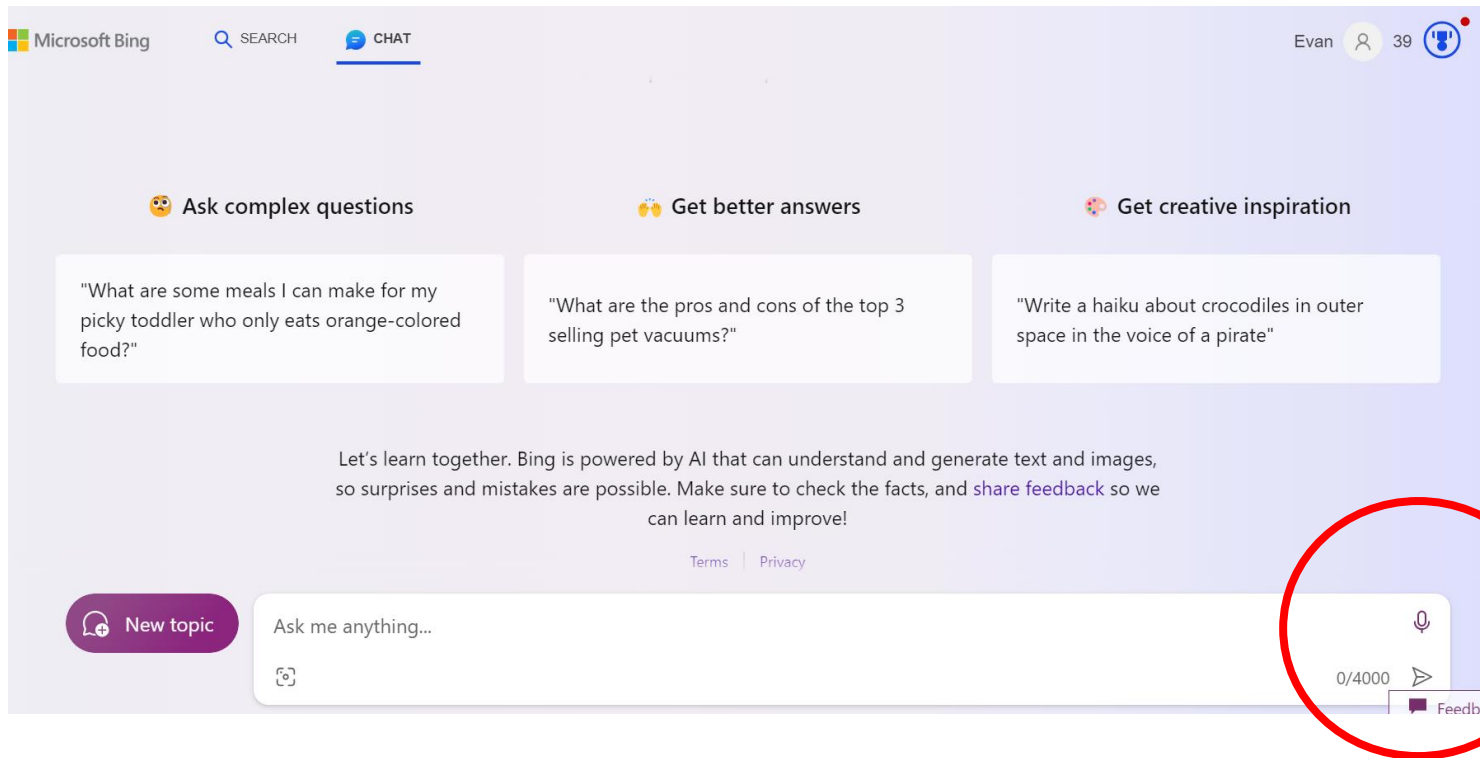 Microsoft Bing
SEARCH
CHAT
Evan
39
Ask complex questions
Get better answers
Get creative inspiration
"What are some meals I can make for my
picky toddler who only eats orange-colored
food?"
"What are the pros and cons of the top 3
selling pet vacuums?"
"Write a haiku about crocodiles in outer
space in the voice of a pirate"
Let's learn together. Bing is powered by AI that can understand and generate text and images,
so surprises and mistakes are possible. Make sure to check the facts, and share feedback so we
can learn and improve!
Terms | Privacy
New topic
Ask me anything...
0/4000
Feedb